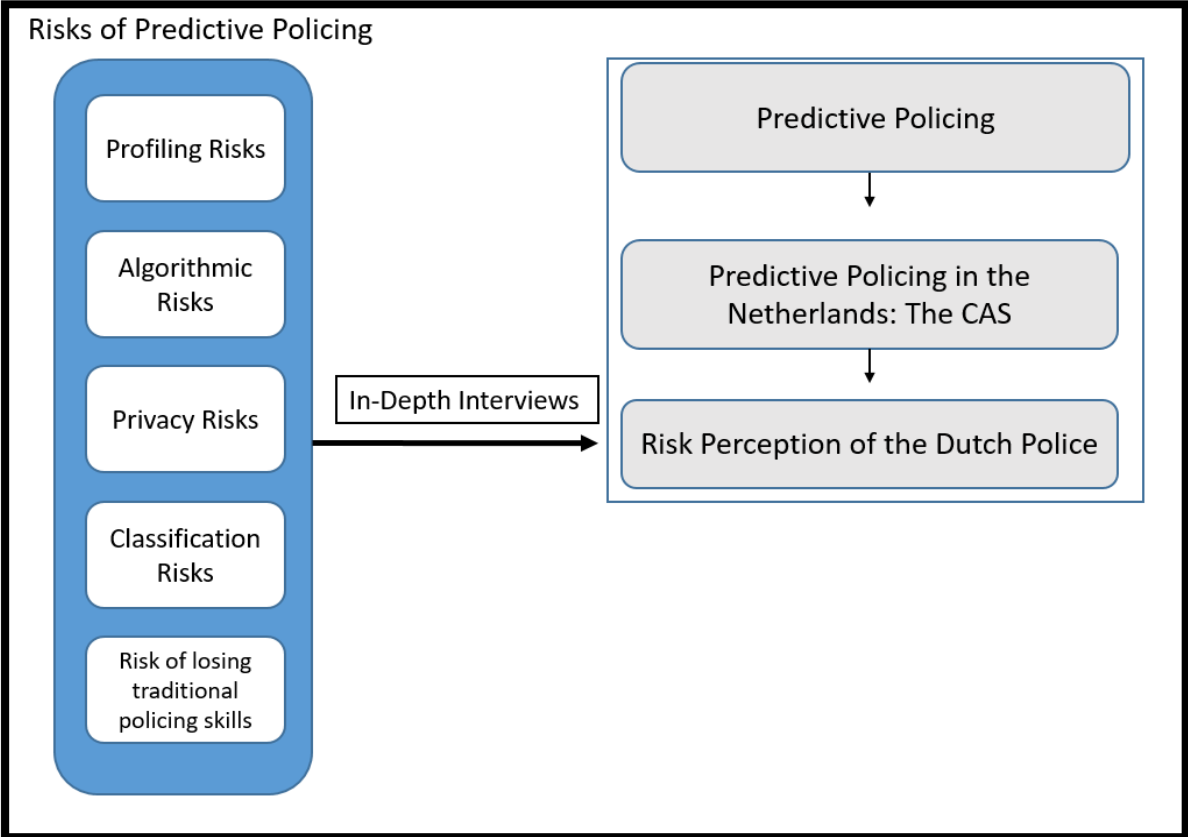 Risks of Predictive Policing
Profiling Risks
Algorithmic
Risks
Privacy Risks
Classification
Risks
Risk of losing
traditional
policing skills
In-Depth Interviews
Predictive Policing
Predictive Policing in the
Netherlands: The CAS
Risk Perception of the Dutch Police